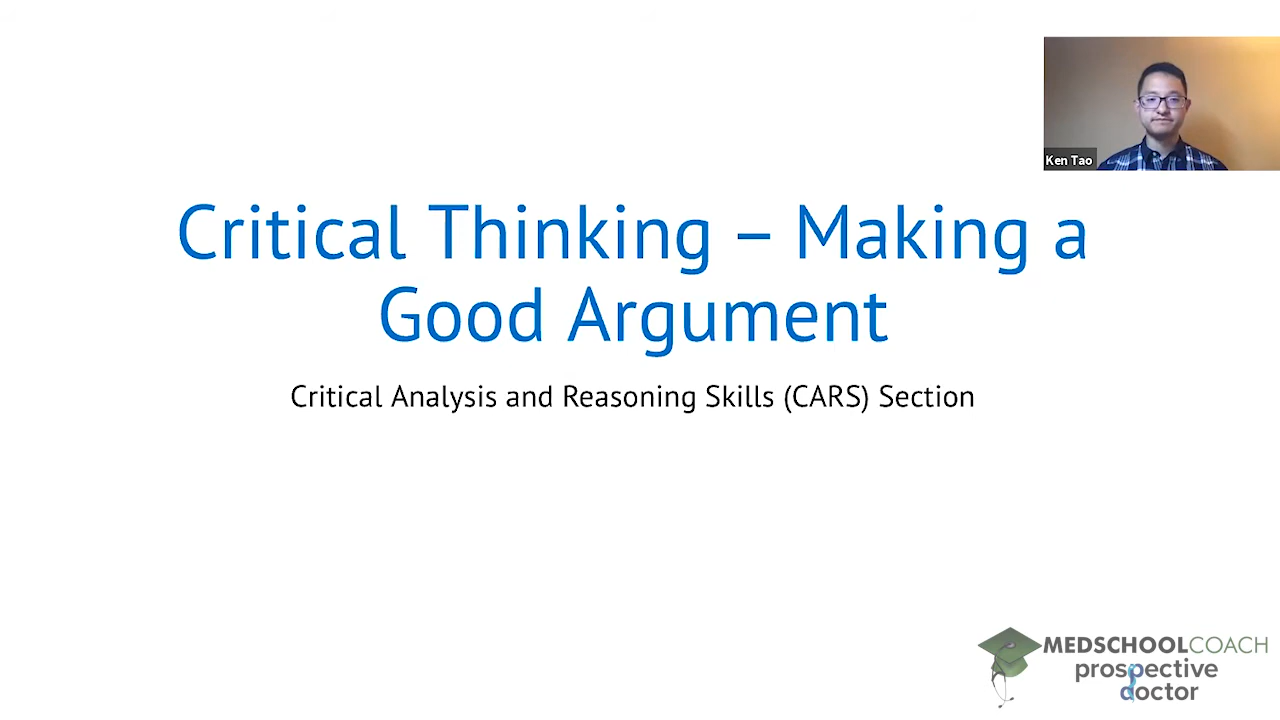 Ken Tao
Critical Thinking – Making a
Good Argument
Critical Analysis and Reasoning Skills (CARS) Section
MEDSCHOOLCOACH
prospective
doctor